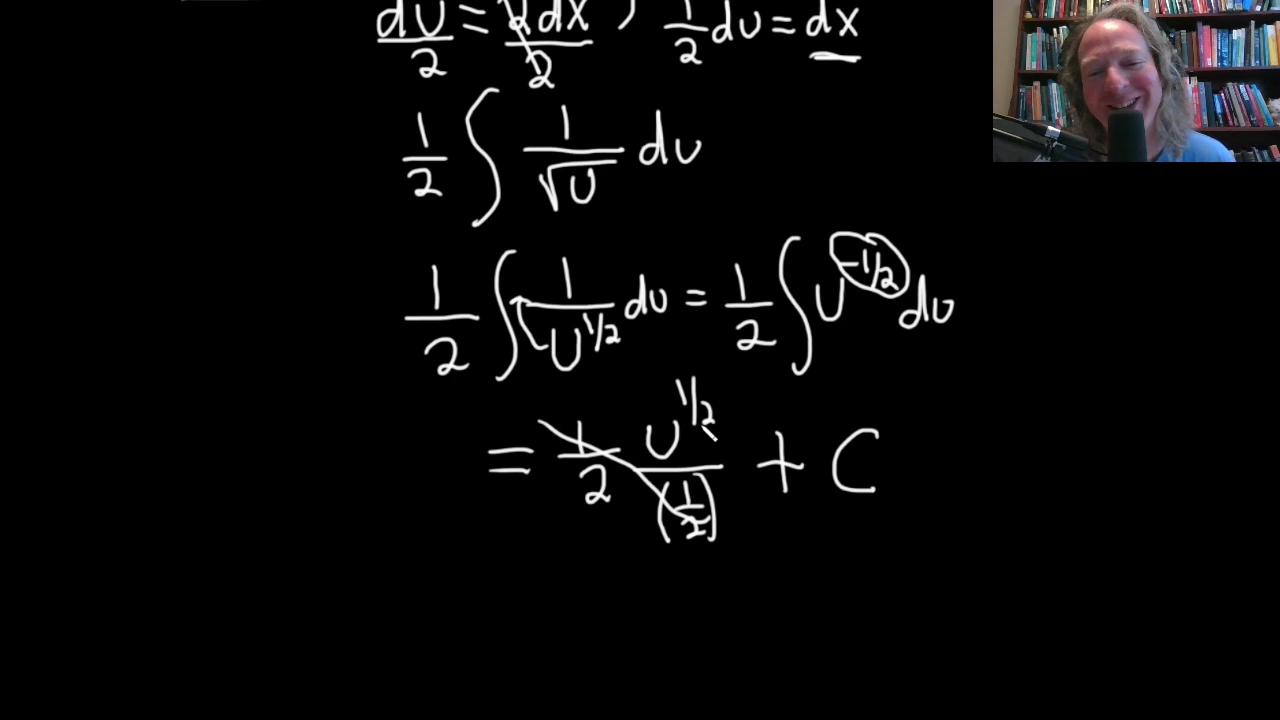 du/2 = 2dx/2 , 1/2 du = dx
1/2 ∫ 1/√u du
1/2 ∫ 1/u^1/2 du = 1/2 ∫ u^-1/2 du
= 1/2 u^1/2/(1/2) + C